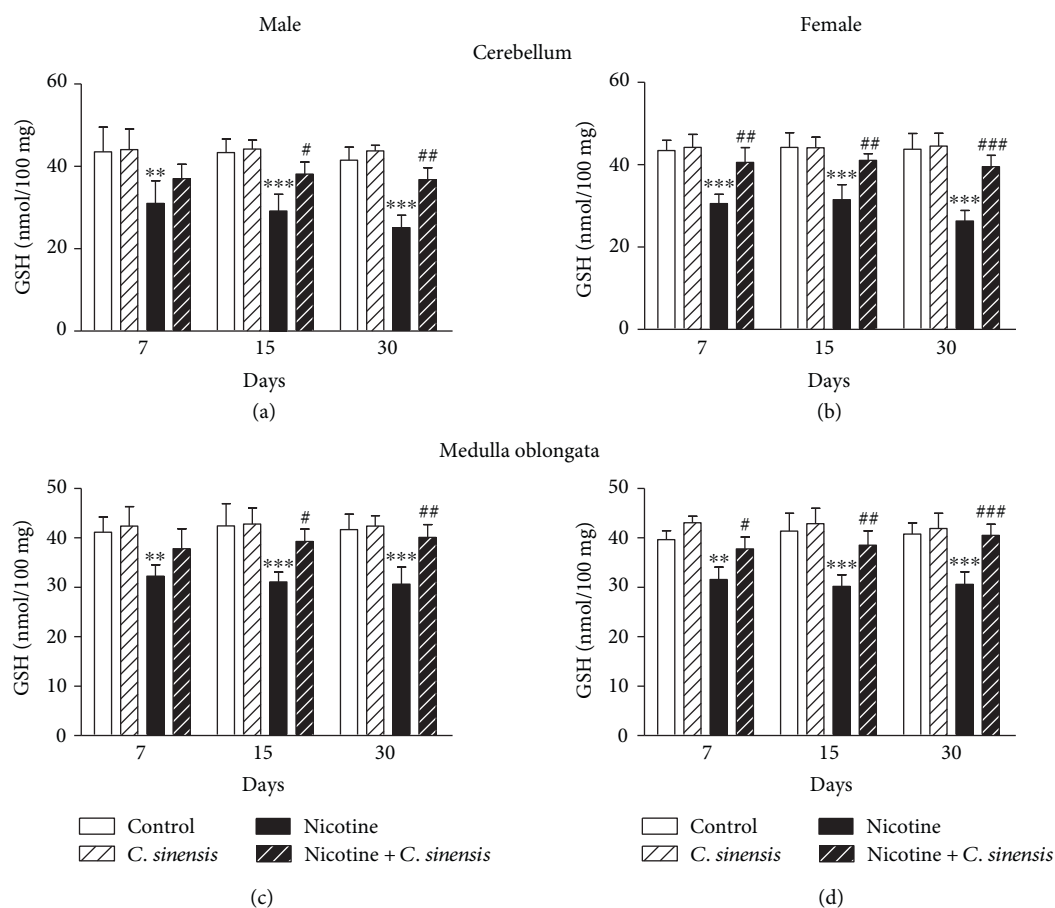 Male
Female
Cerebellum
GSH (nmol/100 mg)
60
40
20
0
**
***
#
***
##
7
15
30
Days
(a)
GSH (nmol/100 mg)
60
40
20
0
***
##
***
##
***
###
7
15
30
Days
(b)
Medulla oblongata
GSH (nmol/100 mg)
50
40
30
20
10
0
**
***
#
***
##
7
15
30
Days
Control
Nicotine
C. sinensis
Nicotine + C. sinensis
(c)
GSH (nmol/100 mg)
50
40
30
20
10
0
**
#
***
##
***
###
7
15
30
Days
Control
Nicotine
C. sinensis
Nicotine + C. sinensis
(d)